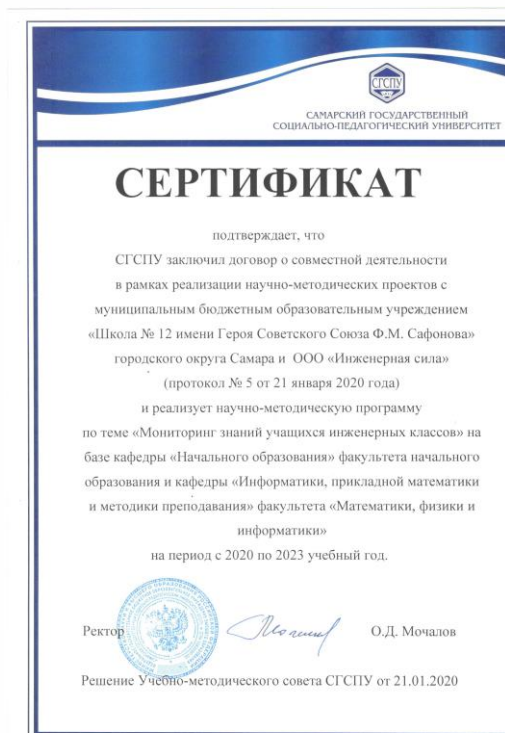 СГСПУ
САМАРСКИЙ ГОСУДАРСТВЕННЫЙ
СОЦИАЛЬНО-ПЕДАГОГИЧЕСКИЙ УНИВЕРСИТЕТ
СЕРТИФИКАТ
подтверждает, что
СГСПУ заключил договор о совместной деятельности
в рамках реализации научно-методических проектов с
муниципальным бюджетным образовательным учреждением
«Школа № 12 имени Героя Советского Союза Ф.М. Сафонова»
городского округа Самара и ООО «Инженерная сила»
(протокол № 5 от 21 января 2020 года)
и реализует научно-методическую программу
по теме «Мониторинг знаний учащихся инженерных классов» на
базе кафедры «Начального образования» факультета начального
образования и кафедры «Информатики, прикладной математики
и методики преподавания» факультета «Математики, физики и
информатики»
на период с 2020 по 2023 учебный год.
Ректор О.Д. Мочалов
Решение Учебно-методического совета СГСПУ от 21.01.2020